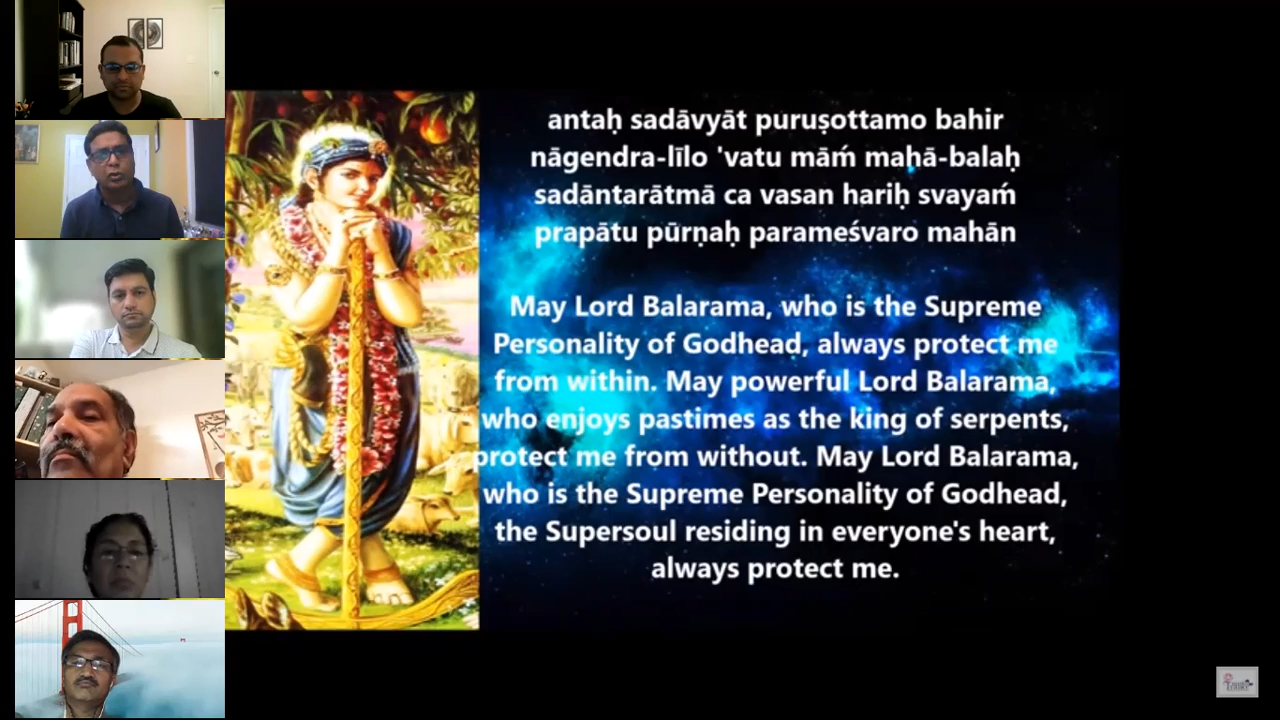 antaḥ sadāvyāt puruṣottamo bahir
nāgendra-līlo 'vatu māḿ mahā-balaḥ
sadāntarātmā ca vasan hariḥ svayaḿ
prapātu pūrṇaḥ parameśvaro mahān
May Lord Balarama, who is the Supreme
Personality of Godhead, always protect me
from within. May powerful Lord Balarama,
who enjoys pastimes as the king of serpents,
protect me from without. May Lord Balarama,
who is the Supreme Personality of Godhead,
the Supersoul residing in everyone's heart,
always protect me.